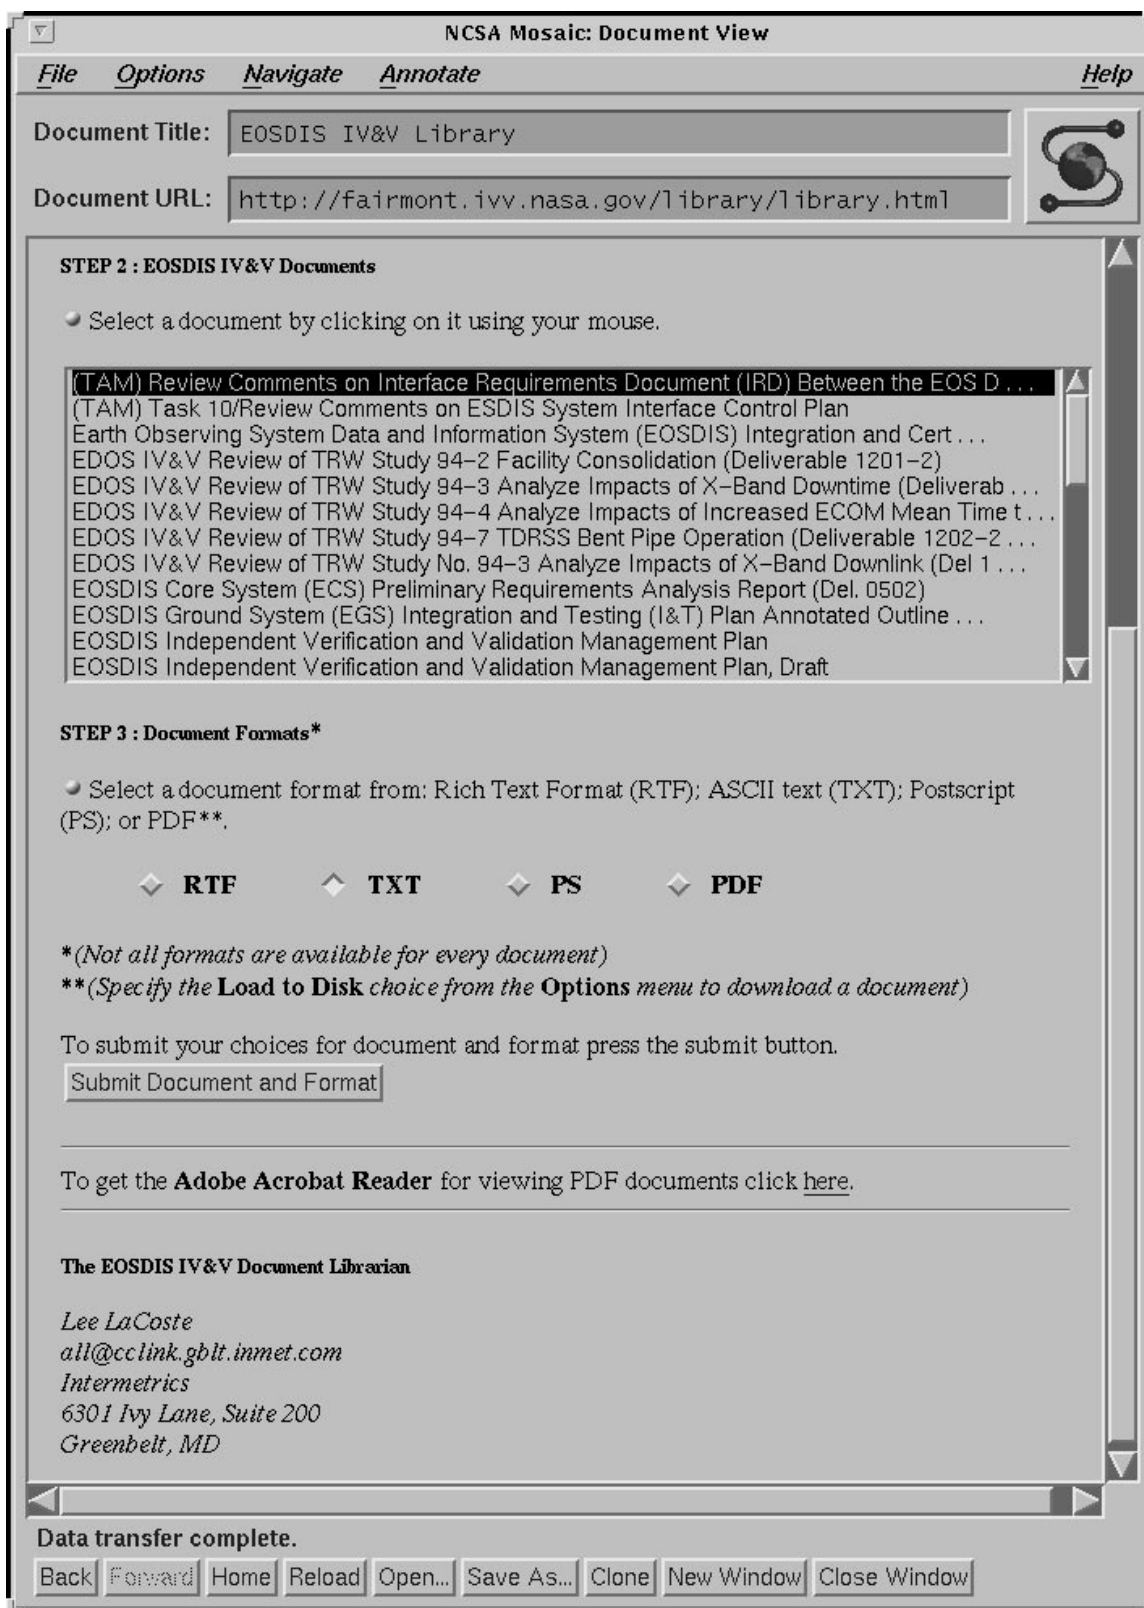 NCSA Mosaic: Document View
File Options Navigate Annotate Help
Document Title: EOSDIS IV&V Library
Document URL: http://fairmont.ivv.nasa.gov/library/library.html
STEP 2 : EOSDIS IV&V Documents
Select a document by clicking on it using your mouse.
(TAM) Review Comments on Interface Requirements Document (IRD) Between the EOS D . . .
(TAM) Task 10/Review Comments on ESDIS System Interface Control Plan
Earth Observing System Data and Information System (EOSDIS) Integration and Cert . . .
EDOS IV&V Review of TRW Study 94-2 Facility Consolidation (Deliverable 1201-2)
EDOS IV&V Review of TRW Study 94-3 Analyze Impacts of X-Band Downtime (Deliverab . . .
EDOS IV&V Review of TRW Study 94-4 Analyze Impacts of Increased ECOM Mean Time t . . .
EDOS IV&V Review of TRW Study 94-7 TDRSS Bent Pipe Operation (Deliverable 1202-2 . . .
EDOS IV&V Review of TRW Study No. 94-3 Analyze Impacts of X-Band Downlink (Del 1 . . .
EOSDIS Core System (ECS) Preliminary Requirements Analysis Report (Del. 0502)
EOSDIS Ground System (EGS) Integration and Testing (I&T) Plan Annotated Outline . . .
EOSDIS Independent Verification and Validation Management Plan
EOSDIS Independent Verification and Validation Management Plan, Draft
STEP 3 : Document Formats*
Select a document format from: Rich Text Format (RTF); ASCII text (TXT); Postscript
(PS); or PDF**.
RTF TXT PS PDF
*(Not all formats are available for every document)
**(Specify the Load to Disk choice from the Options menu to download a document)
To submit your choices for document and format press the submit button.
Submit Document and Format
To get the Adobe Acrobat Reader for viewing PDF documents click here.
The EOSDIS IV&V Document Librarian
Lee LaCoste
all@cclink.gblt.inmet.com
Intermetrics
6301 Ivy Lane, Suite 200
Greenbelt, MD
Data transfer complete.
Back Forward Home Reload Open... Save As... Clone New Window Close Window